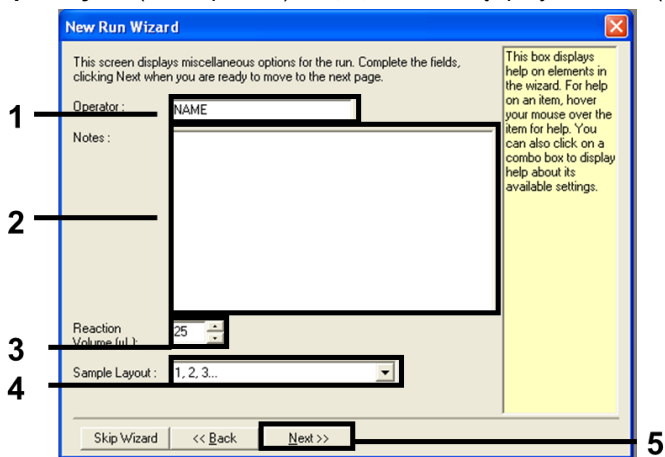 New Run Wizard
This screen displays miscellaneous options for the run. Complete the fields,
clicking Next when you are ready to move to the next page.
This box displays
help on elements in
the wizard. For help
on an item, hover
your mouse over the
item for help. You
can also click on a
combo box to display
help about its
available settings.
1
Operator :
NAME
Notes :
2
Reaction
Volume (µL):
25
3
Sample Layout :
1, 2, 3...
4
Skip Wizard
<< Back
Next >>
5